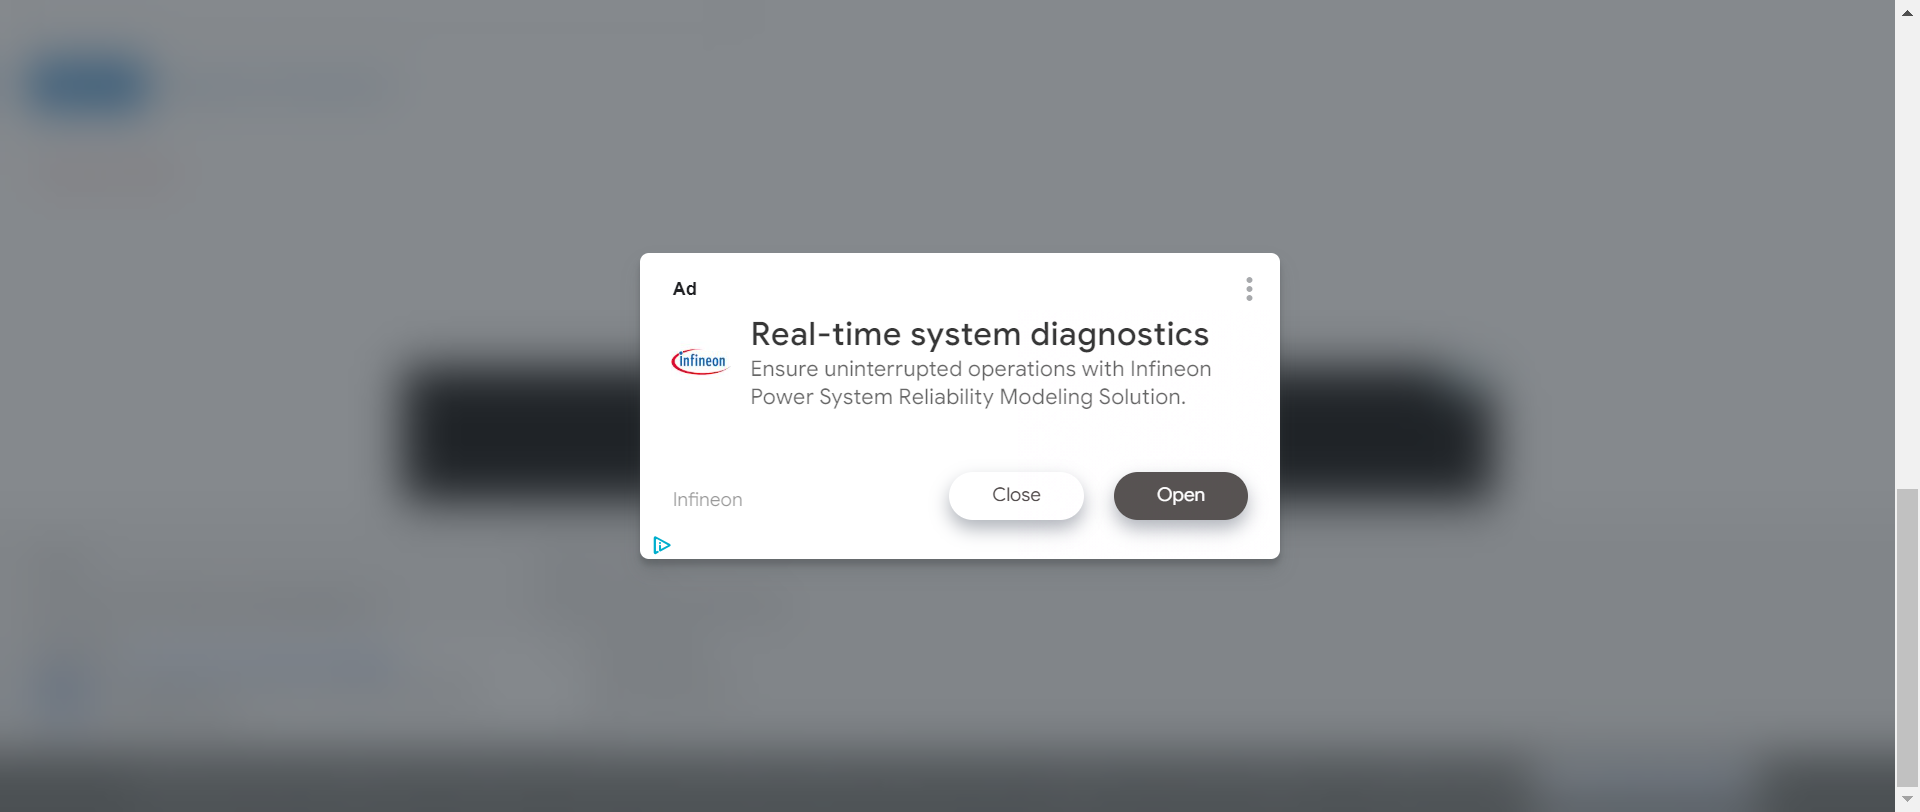 Ad
Real-time system diagnostics
infineon
Ensure uninterrupted operations with Infineon
Power System Reliability Modeling Solution.
Infineon
Close
Open